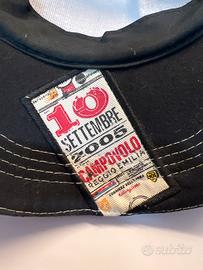 10
SETTEMBRE
2005
CAMPOVOLO
REGGIO EMILIA
subito